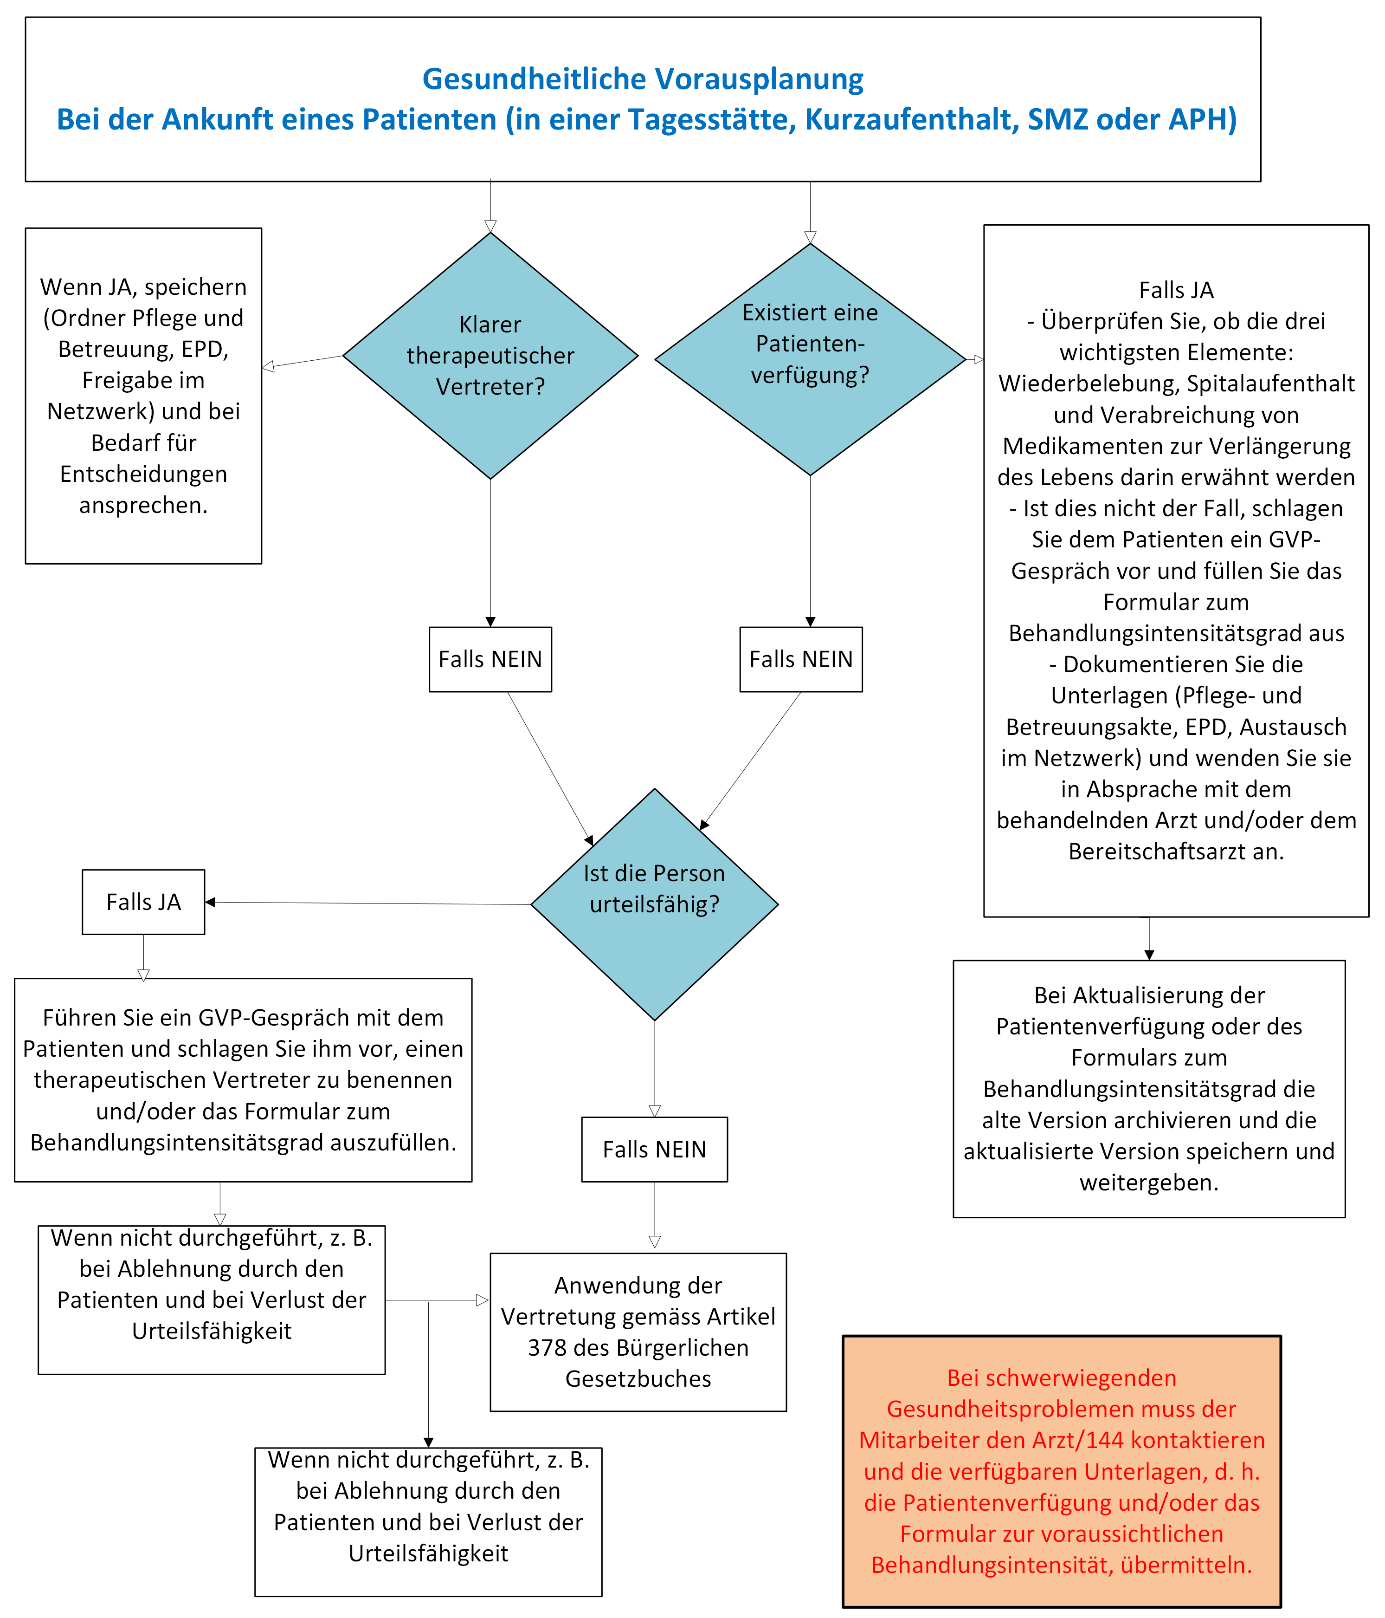 Gesundheitliche Vorausplanung
Bei der Ankunft eines Patienten (in einer Tagesstätte, Kurzaufenthalt, SMZ oder APH)
Wenn JA, speichern
(Ordner Pflege und
Betreuung, EPD,
Freigabe im
Netzwerk) und bei
Bedarf für
Entscheidungen
ansprechen.
Klarer
therapeutischer
Vertreter?
Existiert eine
Patienten-
verfügung?
Falls JA
- Überprüfen Sie, ob die drei
wichtigsten Elemente:
Wiederbelebung, Spitalaufenthalt
und Verabreichung von
Medikamenten zur Verlängerung
des Lebens darin erwähnt werden
- Ist dies nicht der Fall, schlagen
Sie dem Patienten ein GVP-
Gespräch vor und füllen Sie das
Formular zum
Behandlungsintensitätsgrad aus
- Dokumentieren Sie die
Unterlagen (Pflege- und
Betreuungsakte, EPD, Austausch
im Netzwerk) und wenden Sie sie
in Absprache mit dem
behandelnden Arzt und/oder dem
Bereitschaftsarzt an.
Falls NEIN
Falls NEIN
Ist die Person
urteilsfähig?
Falls JA
Führen Sie ein GVP-Gespräch mit dem
Patienten und schlagen Sie ihm vor, einen
therapeutischen Vertreter zu benennen
und/oder das Formular zum
Behandlungsintensitätsgrad auszufüllen.
Bei Aktualisierung der
Patientenverfügung oder des
Formulars zum
Behandlungsintensitätsgrad die
alte Version archivieren und die
aktualisierte Version speichern und
weitergeben.
Falls NEIN
Wenn nicht durchgeführt, z. B.
bei Ablehnung durch den
Patienten und bei Verlust der
Urteilsfähigkeit
Anwendung der
Vertretung gemäss Artikel
378 des Bürgerlichen
Gesetzbuches
Wenn nicht durchgeführt, z. B.
bei Ablehnung durch den
Patienten und bei Verlust der
Urteilsfähigkeit
Bei schwerwiegenden
Gesundheitsproblemen muss der
Mitarbeiter den Arzt/144 kontaktieren
und die verfügbaren Unterlagen, d. h.
die Patientenverfügung und/oder das
Formular zur voraussichtlichen
Behandlungsintensität, übermitteln.